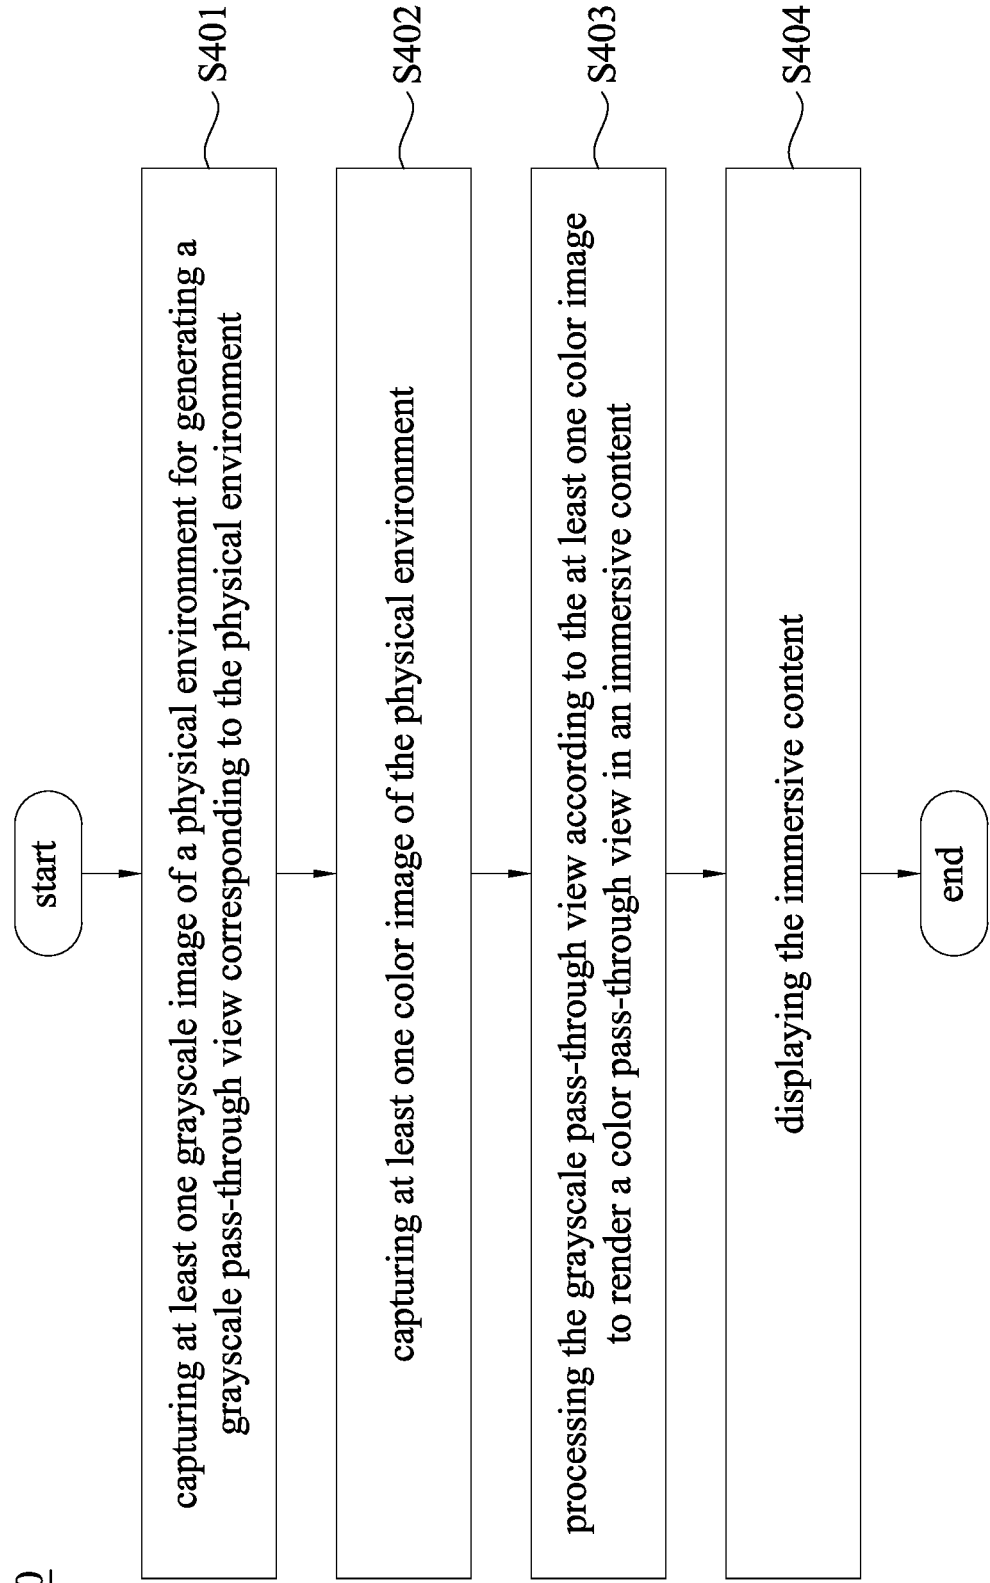 start
capturing at least one grayscale image of a physical environment for generating a
grayscale pass-through view corresponding to the physical environment
S401
capturing at least one color image of the physical environment
S402
processing the grayscale pass-through view according to the at least one color image
to render a color pass-through view in an immersive content
S403
displaying the immersive content
S404
end